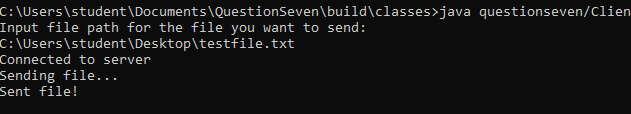 C:\Users\student\Documents\QuestionSeven\build\classes>java questionseven/Clien
Input file path for the file you want to send:
C:\Users\student\Desktop\testfile.txt
Connected to server
Sending file...
Sent file!